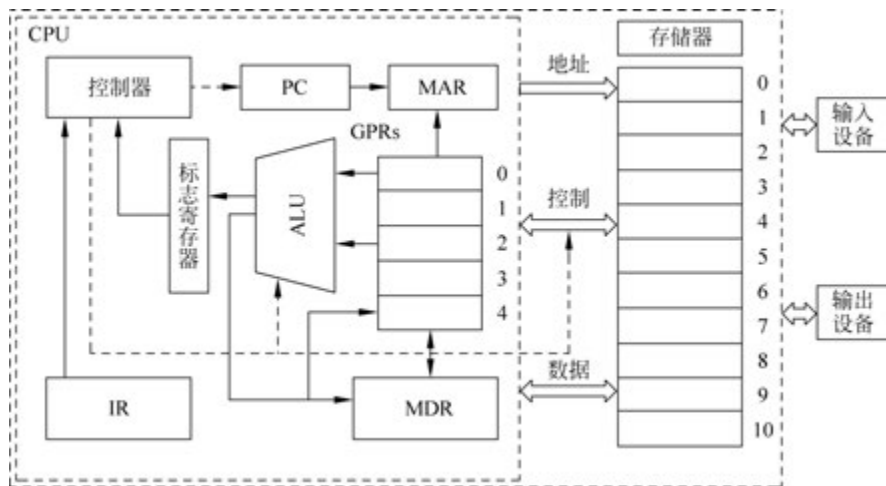 CPU
存储器
控制器
PC
MAR
地址
GPRs
标志寄存器
ALU
0
1
2
3
4
控制
数据
IR
MDR
0
1
2
3
4
5
6
7
8
9
10
输入
设备
输出
设备